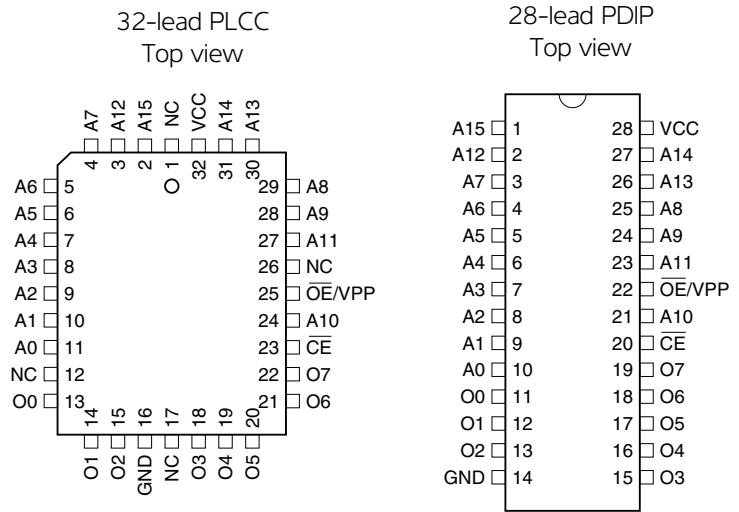 32-lead PLCC
Top view
A7
A12
A15
NC
VCC
A14
A13
4
3
2
1
32
31
30
A6 5
A5 6
A4 7
A3 8
A2 9
A1 10
A0 11
NC 12
O0 13
29 A8
28 A9
27 A11
26 NC
25 OE/VPP
24 A10
23 CE
22 O7
21 O6
14
15
16
17
18
19
20
O1
O2
GND
NC
O3
O4
O5
28-lead PDIP
Top view
A15 1 28 VCC
A12 2 27 A14
A7 3 26 A13
A6 4 25 A8
A5 5 24 A9
A4 6 23 A11
A3 7 22 OE/VPP
A2 8 21 A10
A1 9 20 CE
A0 10 19 O7
O0 11 18 O6
O1 12 17 O5
O2 13 16 O4
GND 14 15 O3